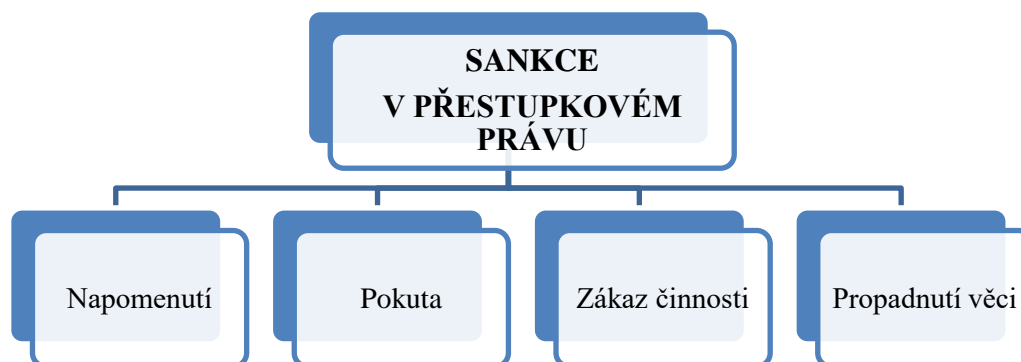 SANKCE
V PŘESTUPKOVÉM
PRÁVU
Napomenutí
Pokuta
Zákaz činnosti
Propadnutí věci